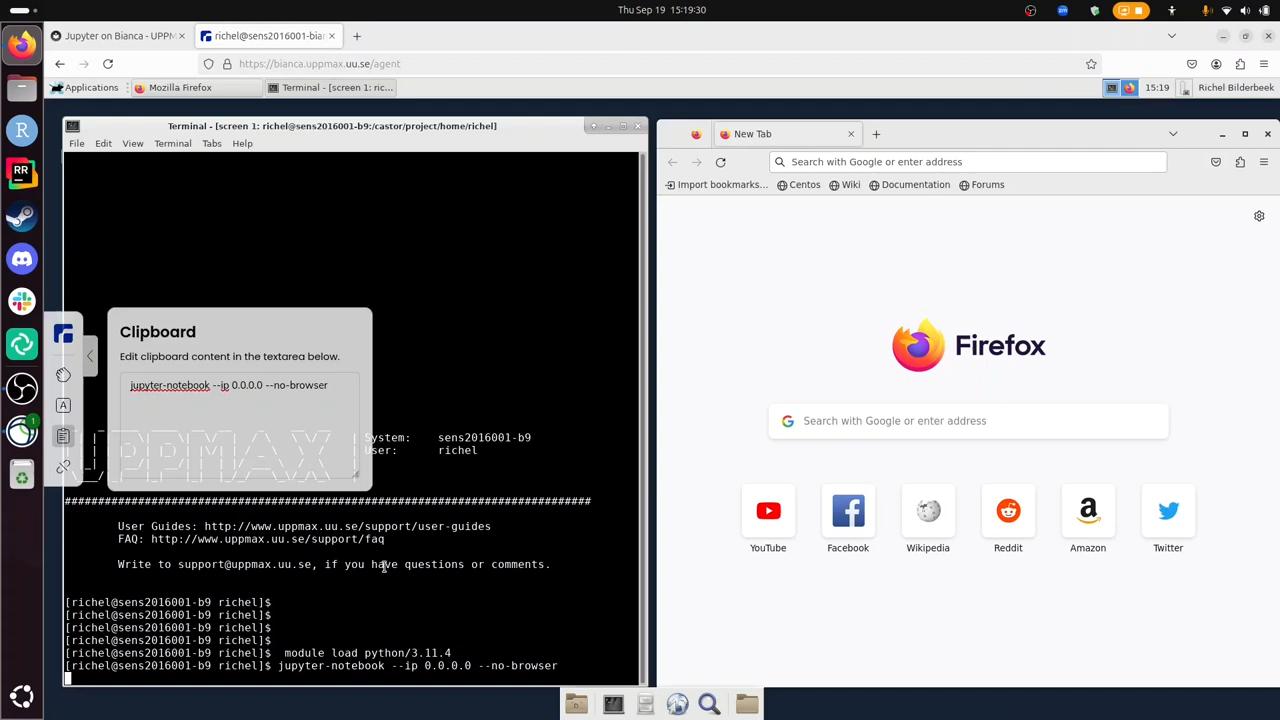 Thu Sep 19 15:19:30
Jupyter on Bianca - UPPM
richel@sens2016001-bian
https://bianca.uppmax.uu.se/agent
Applications
Mozilla Firefox
Terminal - [screen 1: ric...
15:19
Richel Bilderbeek
Terminal - [screen 1: richel@sens2016001-b9:/castor/project/home/richel]
File Edit View Terminal Tabs Help
Clipboard
Edit clipboard content in the textarea below.
jupyter-notebook --ip 0.0.0.0 --no-browser
UPPMAX
| System: sens2016001-b9
| User: richel
################################################################################
User Guides: http://www.uppmax.uu.se/support/user-guides
FAQ: http://www.uppmax.uu.se/support/faq
Write to support@uppmax.uu.se, if you have questions or comments.
[richel@sens2016001-b9 richel]$
[richel@sens2016001-b9 richel]$
[richel@sens2016001-b9 richel]$
[richel@sens2016001-b9 richel]$
module load python/3.11.4
[richel@sens2016001-b9 richel]$ jupyter-notebook --ip 0.0.0.0 --no-browser
New Tab
Search with Google or enter address
Import bookmarks... Centos Wiki Documentation Forums
Firefox
Search with Google or enter address
YouTube Facebook Wikipedia Reddit Amazon Twitter
R
RR
A
1